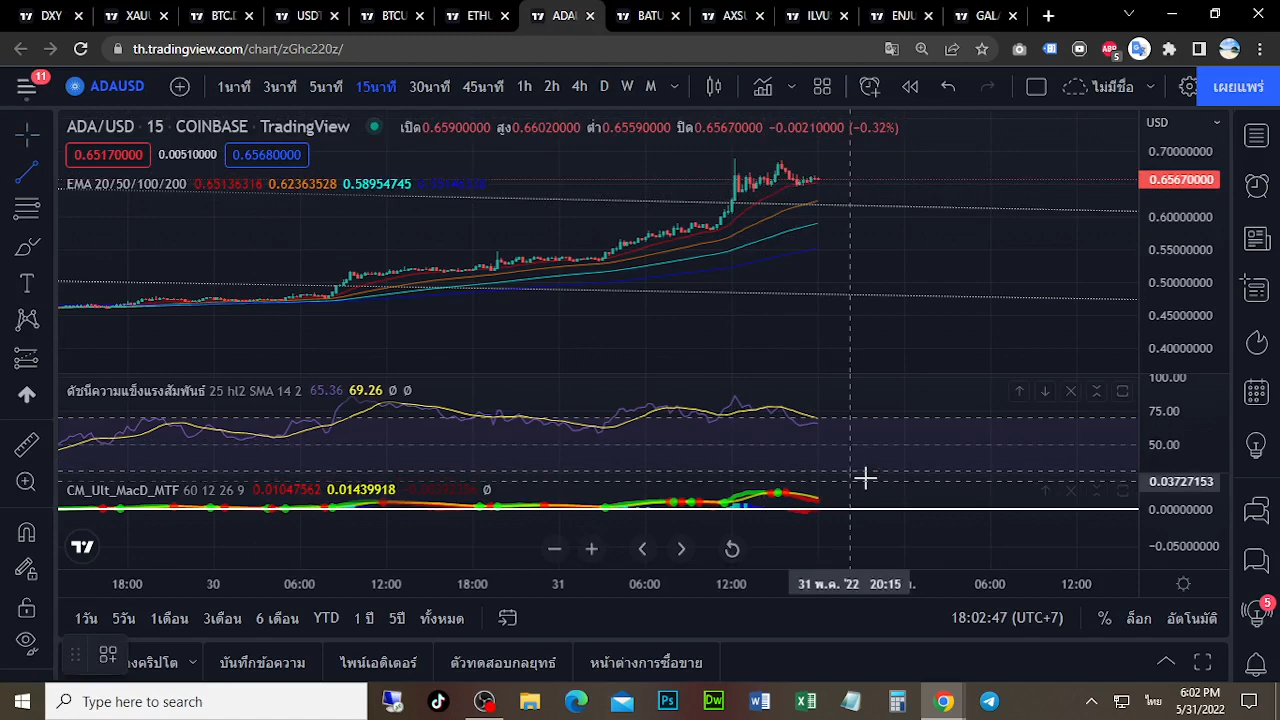 DXY XAU BTC.D USDT BTCU ETHU ADAU BATU AXSU ILVUS ENJU GALA
th.tradingview.com/chart/zGhc220z/
11 ADAUSD 1นาที 3นาที 5นาที 15นาที 30นาที 45นาที 1h 2h 4h D W M ไม่มีชื่อ เผยแพร่
ADA/USD · 15 · COINBASE · TradingView เปิด0.65900000 สูง0.66020000 ต่ำ0.65590000 ปิด0.65670000 −0.00210000 (−0.32%) USD
0.65170000 0.00510000 0.65680000
0.70000000
EMA 20/50/100/200 0.65136316 0.62363528 0.58954745
0.65670000
0.60000000
0.55000000
0.50000000
0.45000000
0.40000000
ดัชนีความแข็งแรงสัมพันธ์ 25 hl2 SMA 14 2 65.36 69.26 Ø Ø
100.00
75.00
50.00
CM_Ult_MacD_MTF 60 12 26 9 0.01047562 0.01439918 Ø
0.03727153
0.00000000
-0.05000000
18:00 30 06:00 12:00 18:00 31 06:00 12:00 31 พ.ค. '22 20:15 06:00 12:00
1วัน 5วัน 1เดือน 3เดือน 6 เดือน YTD 1 ปี 5ปี ทั้งหมด 18:02:47 (UTC+7) % ล็อก อัตโนมัติ
5
บันทึกข้อความ ไพน์เอดิเตอร์ ตัวทดสอบกลยุทธ์ หน้าต่างการซื้อขาย
Type here to search
6:02 PM
5/31/2022